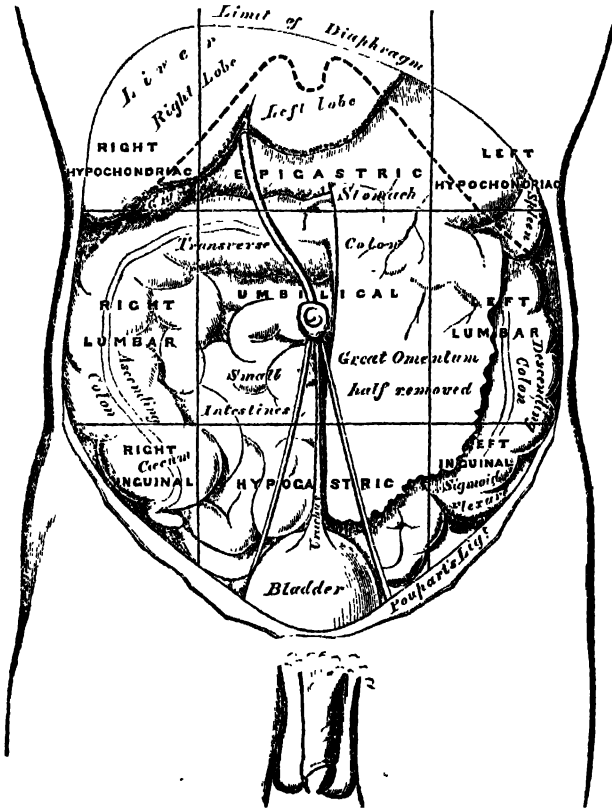 Limit of Diaphragm
Liver
Right Lobe
Left lobe
RIGHT
HYPOCHONDRIAC
EPIGASTRIC
LEFT
HYPOCHONDRIAC
Stomach
Spleen
Transverse
Colon
UMBILICAL
RIGHT
LUMBAR
LEFT
LUMBAR
Ascending
Colon
Small
Intestines
Great Omentum
half removed
Descending
Colon
RIGHT
Cœcum
INGUINAL
HYPOGASTRIC
LEFT
INGUINAL
Sigmoid
Flexure
Urachus
Bladder
Poupart's Ligt